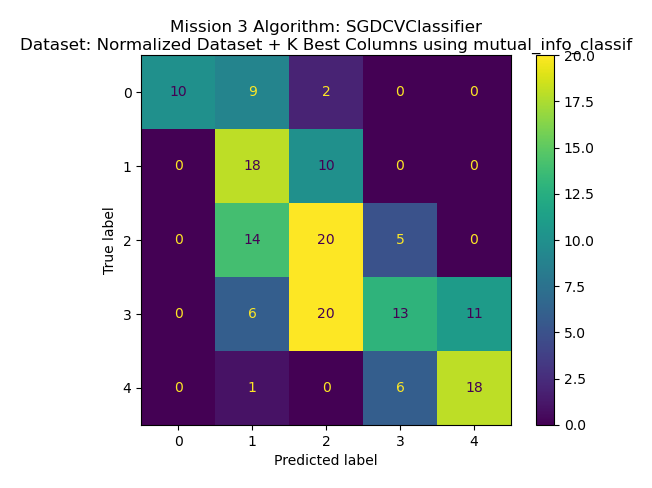 Mission 3 Algorithm: SGDCVClassifier
Dataset: Normalized Dataset + K Best Columns using mutual_info_classif
20.0
0 10 9 2 0 0
17.5
1 0 18 10 0 0
15.0
12.5
True label
2 0 14 20 5 0
10.0
7.5
3 0 6 20 13 11
5.0
4 0 1 0 6 18
2.5
0.0
0 1 2 3 4
Predicted label